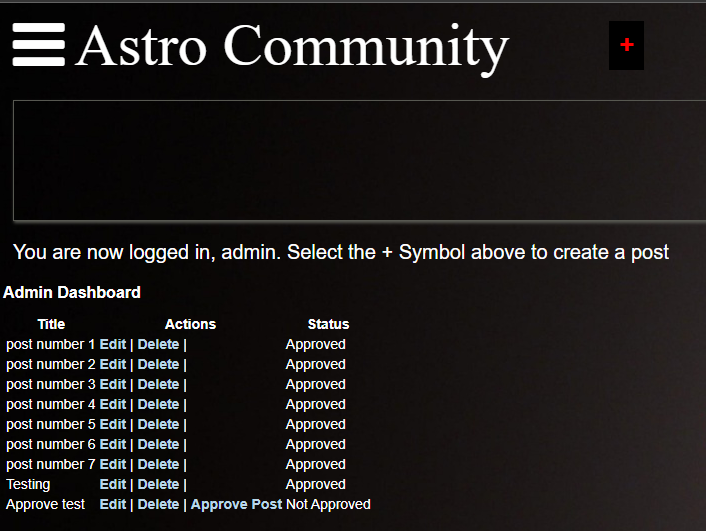 Astro Community +
You are now logged in, admin. Select the + Symbol above to create a post
Admin Dashboard
Title Actions Status
post number 1 Edit | Delete | Approved
post number 2 Edit | Delete | Approved
post number 3 Edit | Delete | Approved
post number 4 Edit | Delete | Approved
post number 5 Edit | Delete | Approved
post number 6 Edit | Delete | Approved
post number 7 Edit | Delete | Approved
Testing Edit | Delete | Approved
Approve test Edit | Delete | Approve Post Not Approved